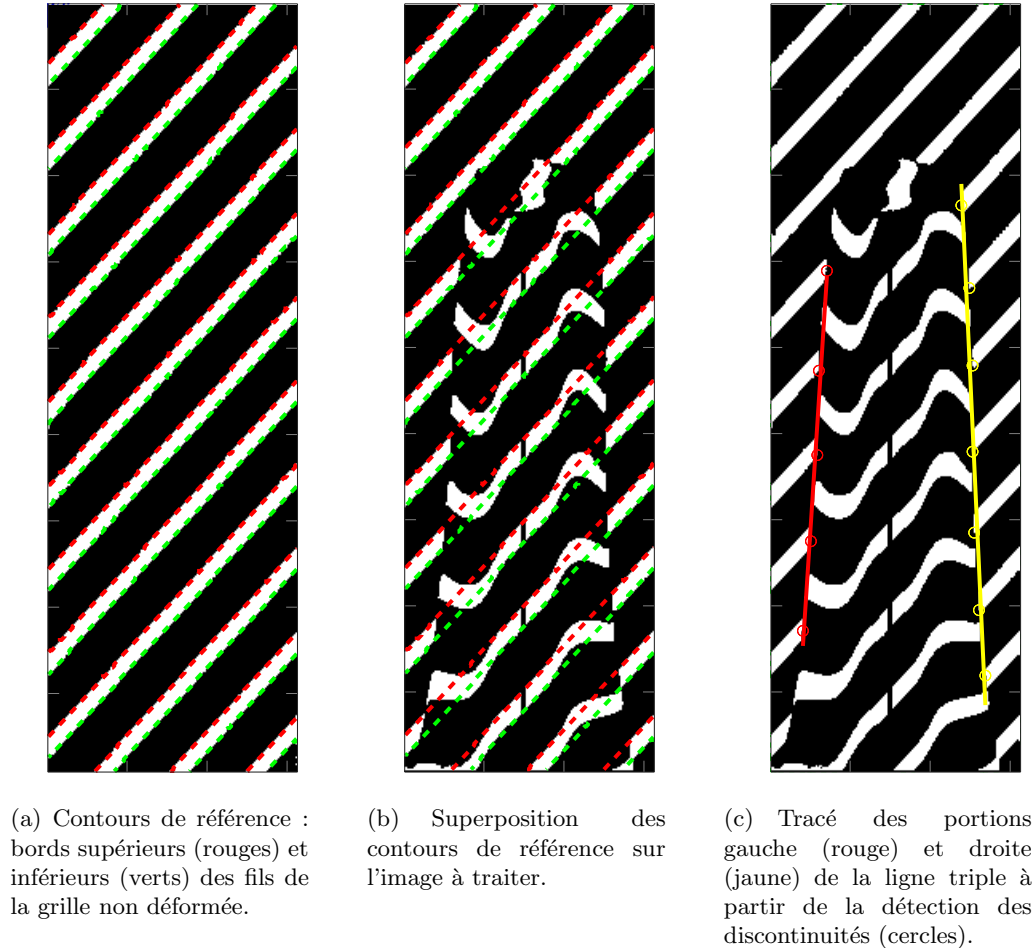 (a) Contours de référence :
bords supérieurs (rouges) et
inférieurs (verts) des fils de
la grille non déformée.
(b) Superposition des
contours de référence sur
l'image à traiter.
(c) Tracé des portions
gauche (rouge) et droite
(jaune) de la ligne triple à
partir de la détection des
discontinuités (cercles).